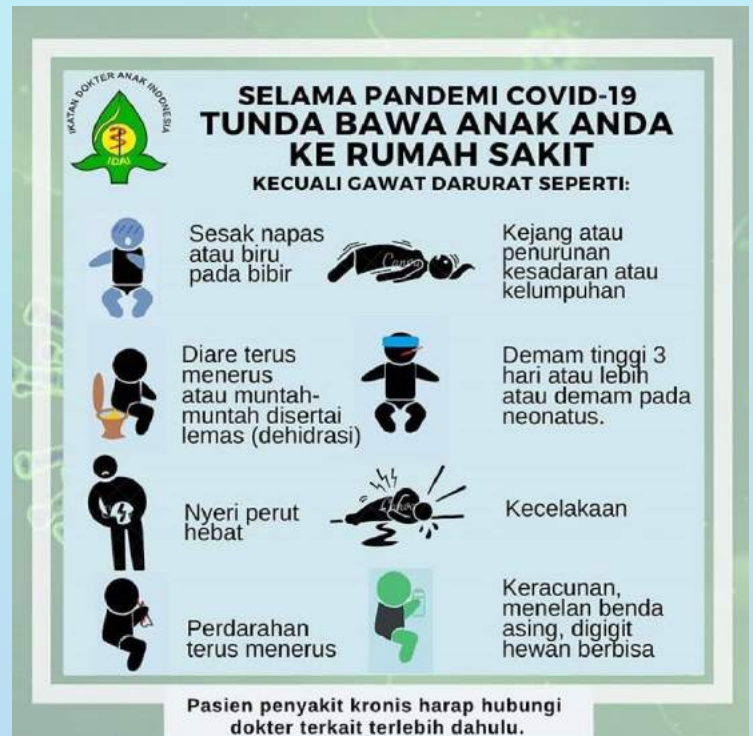 IKATAN DOKTER ANAK INDONESIA
IDAI
SELAMA PANDEMI COVID-19
TUNDA BAWA ANAK ANDA
KE RUMAH SAKIT
KECUALI GAWAT DARURAT SEPERTI:
Sesak napas
atau biru
pada bibir
Canva
Kejang atau
penurunan
kesadaran atau
kelumpuhan
Diare terus
menerus
atau muntah-
muntah disertai
lemas (dehidrasi)
Demam tinggi 3
hari atau lebih
atau demam pada
neonatus.
Nyeri perut
hebat
Canva
Kecelakaan
Perdarahan
terus menerus
Keracunan,
menelan benda
asing, digigit
hewan berbisa
Pasien penyakit kronis harap hubungi
dokter terkait terlebih dahulu.